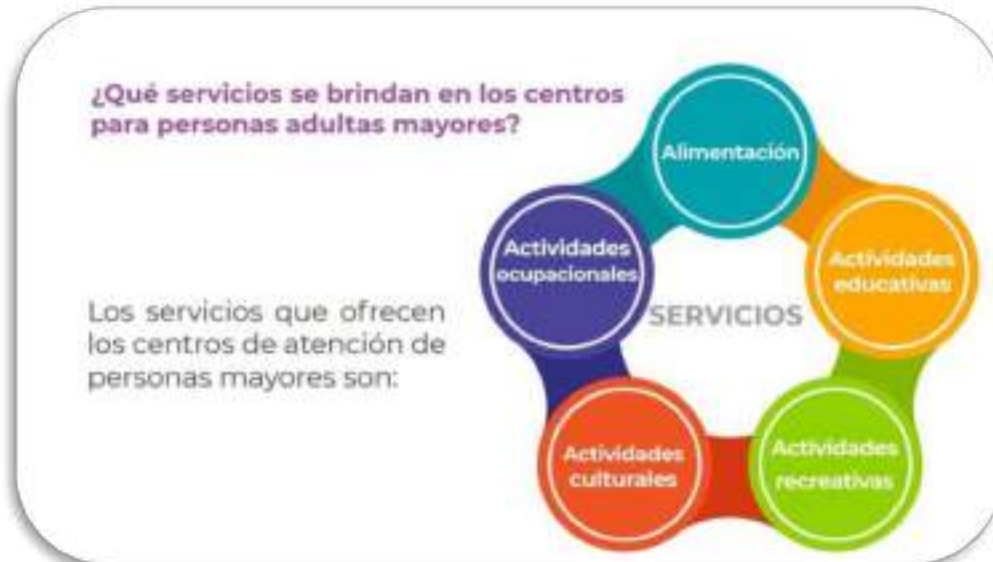 ¿Qué servicios se brindan en los centros
para personas adultas mayores?
Los servicios que ofrecen
los centros de atención de
personas mayores son:
SERVICIOS
Alimentación
Actividades
educativas
Actividades
recreativas
Actividades
culturales
Actividades
ocupacionales